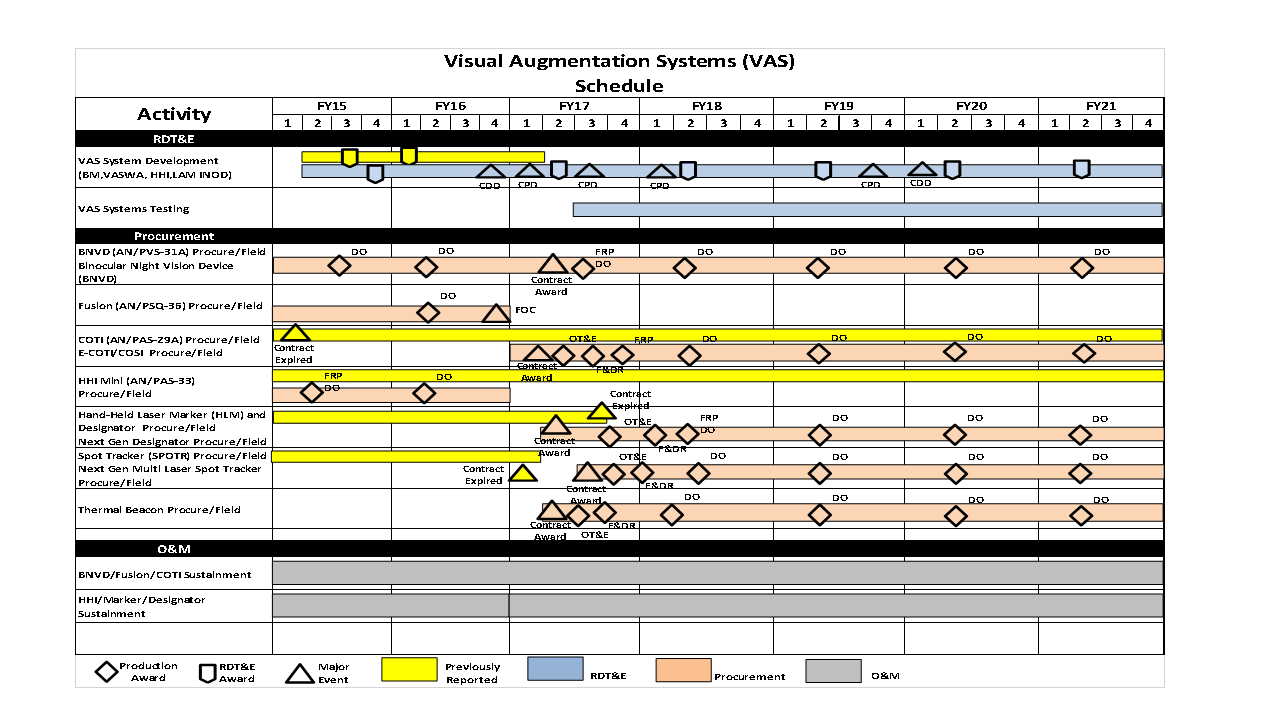 Visual Augmentation Systems (VAS)
Schedule
Activity
FY15 FY16 FY17 FY18 FY19 FY20 FY21
1 2 3 4 1 2 3 4 1 2 3 4 1 2 3 4 1 2 3 4 1 2 3 4 1 2 3 4
RDT&E
VAS System Development
(BM,VASWA, HHI,LAM INOD)
CDD CPD CPD CPD CPD CDD
VAS Systems Testing
Procurement
BNVD (AN/PVS-31A) Procure/Field
Binocular Night Vision Device
(BNVD)
DO DO FRP DO DO DO DO DO
Contract
Award
Fusion (AN/PSQ-36) Procure/Field
DO FOC
COTI (AN/PAS-29A) Procure/Field
E-COTI/COSI Procure/Field
Contract
Expired
OT&E FRP DO DO DO DO
Contract
Award
F&DR
HHI Mini (AN/PAS-33)
Procure/Field
FRP
DO DO
Contract
Expired
Hand-Held Laser Marker (HLM) and
Designator Procure/Field
Next Gen Designator Procure/Field
OT&E FRP
DO DO DO DO
Contract
Award
F&DR
Spot Tracker (SPOTR) Procure/Field
Next Gen Multi Laser Spot Tracker
Procure/Field
Contract
Expired
OT&E DO DO DO DO
Contract
Award
F&DR
Thermal Beacon Procure/Field
DO DO DO DO
Contract
Award
F&DR
OT&E
O&M
BNVD/Fusion/COTI Sustainment
HHI/Marker/Designator
Sustainment
Production
Award
RDT&E
Award
Major
Event
Previously
Reported
RDT&E
Procurement
O&M